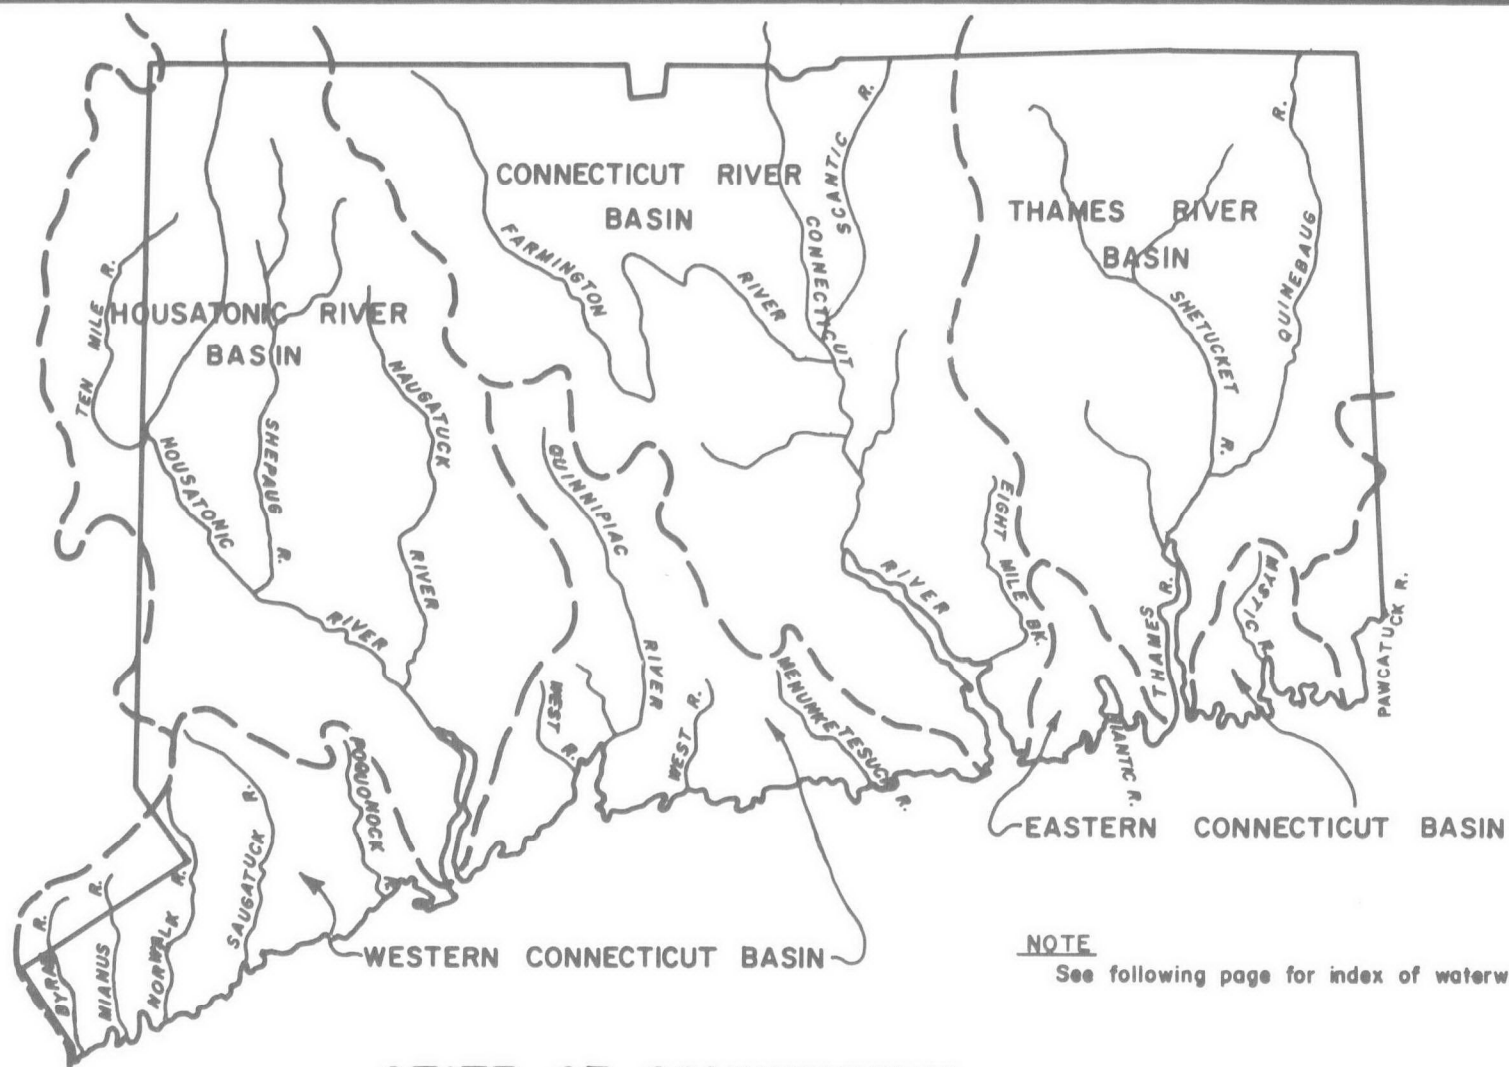 CONNECTICUT RIVER
BASIN
THAMES RIVER
BASIN
HOUSATONIC RIVER
BASIN
TEN MILE R.
HOUSATONIC
RIVER
SHEPAUG R.
NAUGATUCK
RIVER
FARMINGTON
RIVER
CONNECTICUT
RIVER
SCANTIC R.
SHETUCKET R.
QUINEBAUG R.
QUINNIPIAC
RIVER
EIGHT MILE BK.
THAMES R.
MYSTIC R.
PAWCATUCK R.
NIANTIC R.
MENUNKETESUCK R.
WEST R.
WEST R.
POQUONOCK R.
SAUGATUCK R.
NORWALK R.
MIANUS R.
BYRAM R.
EASTERN CONNECTICUT BASIN
WESTERN CONNECTICUT BASIN
NOTE
See following page for index of waterw